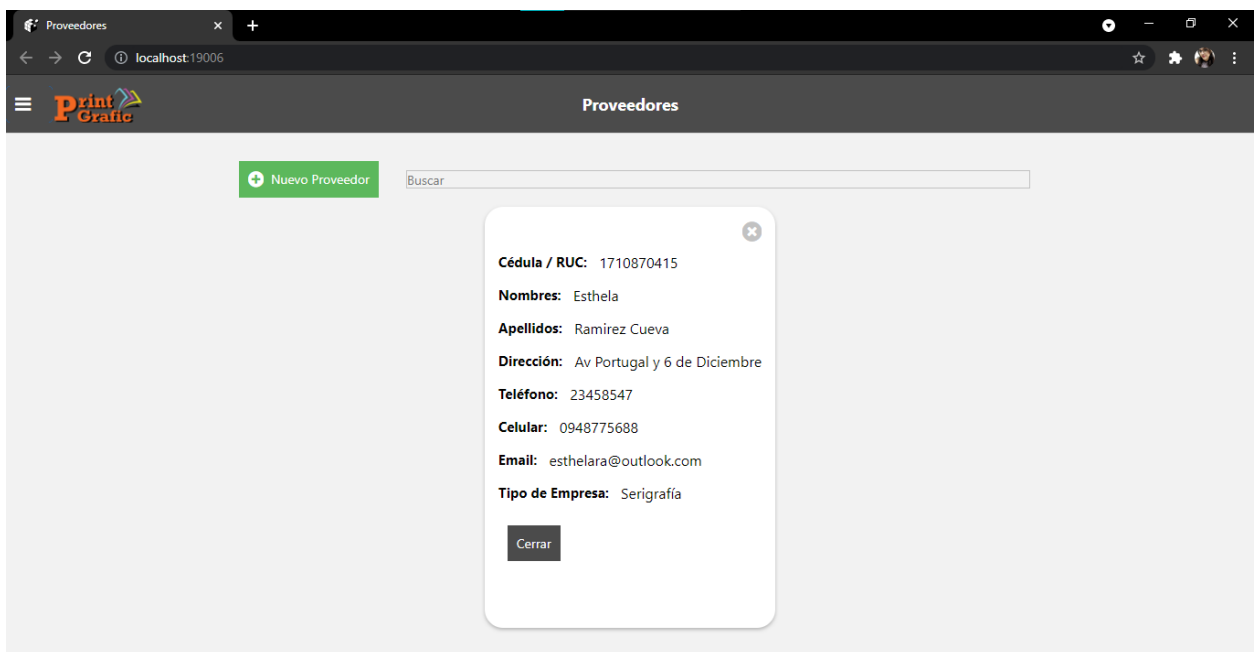 Proveedores
localhost:19006
Print
Grafic
Proveedores
Nuevo Proveedor
Buscar
Cédula / RUC: 1710870415
Nombres: Esthela
Apellidos: Ramirez Cueva
Dirección: Av Portugal y 6 de Diciembre
Teléfono: 23458547
Celular: 0948775688
Email: esthelara@outlook.com
Tipo de Empresa: Serigrafía
Cerrar